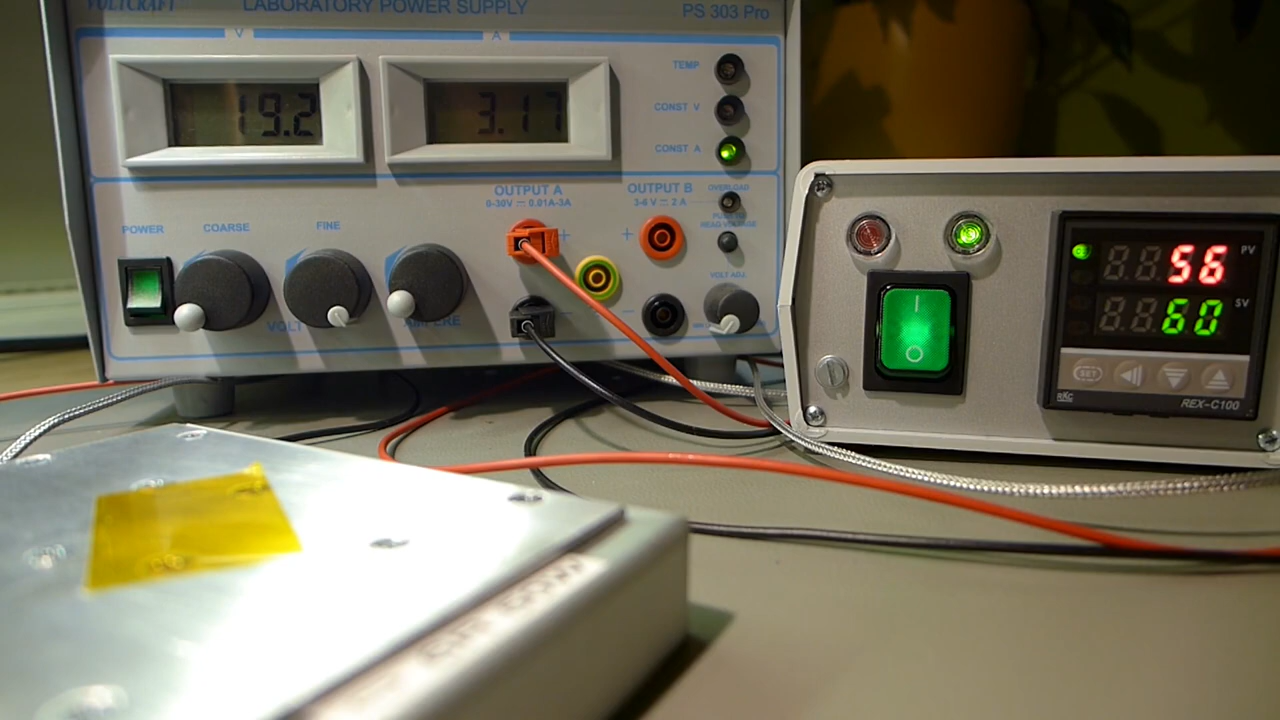 VOLTCRAFT LABORATORY POWER SUPPLY PS 303 Pro
V A
19.2 3.17
TEMP
CONST V
CONST A
OUTPUT A OUTPUT B OVERLOAD
0-30V 0.01A-3A 3-6 V 2 A
POWER COARSE FINE
+ +
VOLT ADJ.
VOLT AMPERE
- -
I
O
56 PV
60 SV
SET
RKC
REX-C100